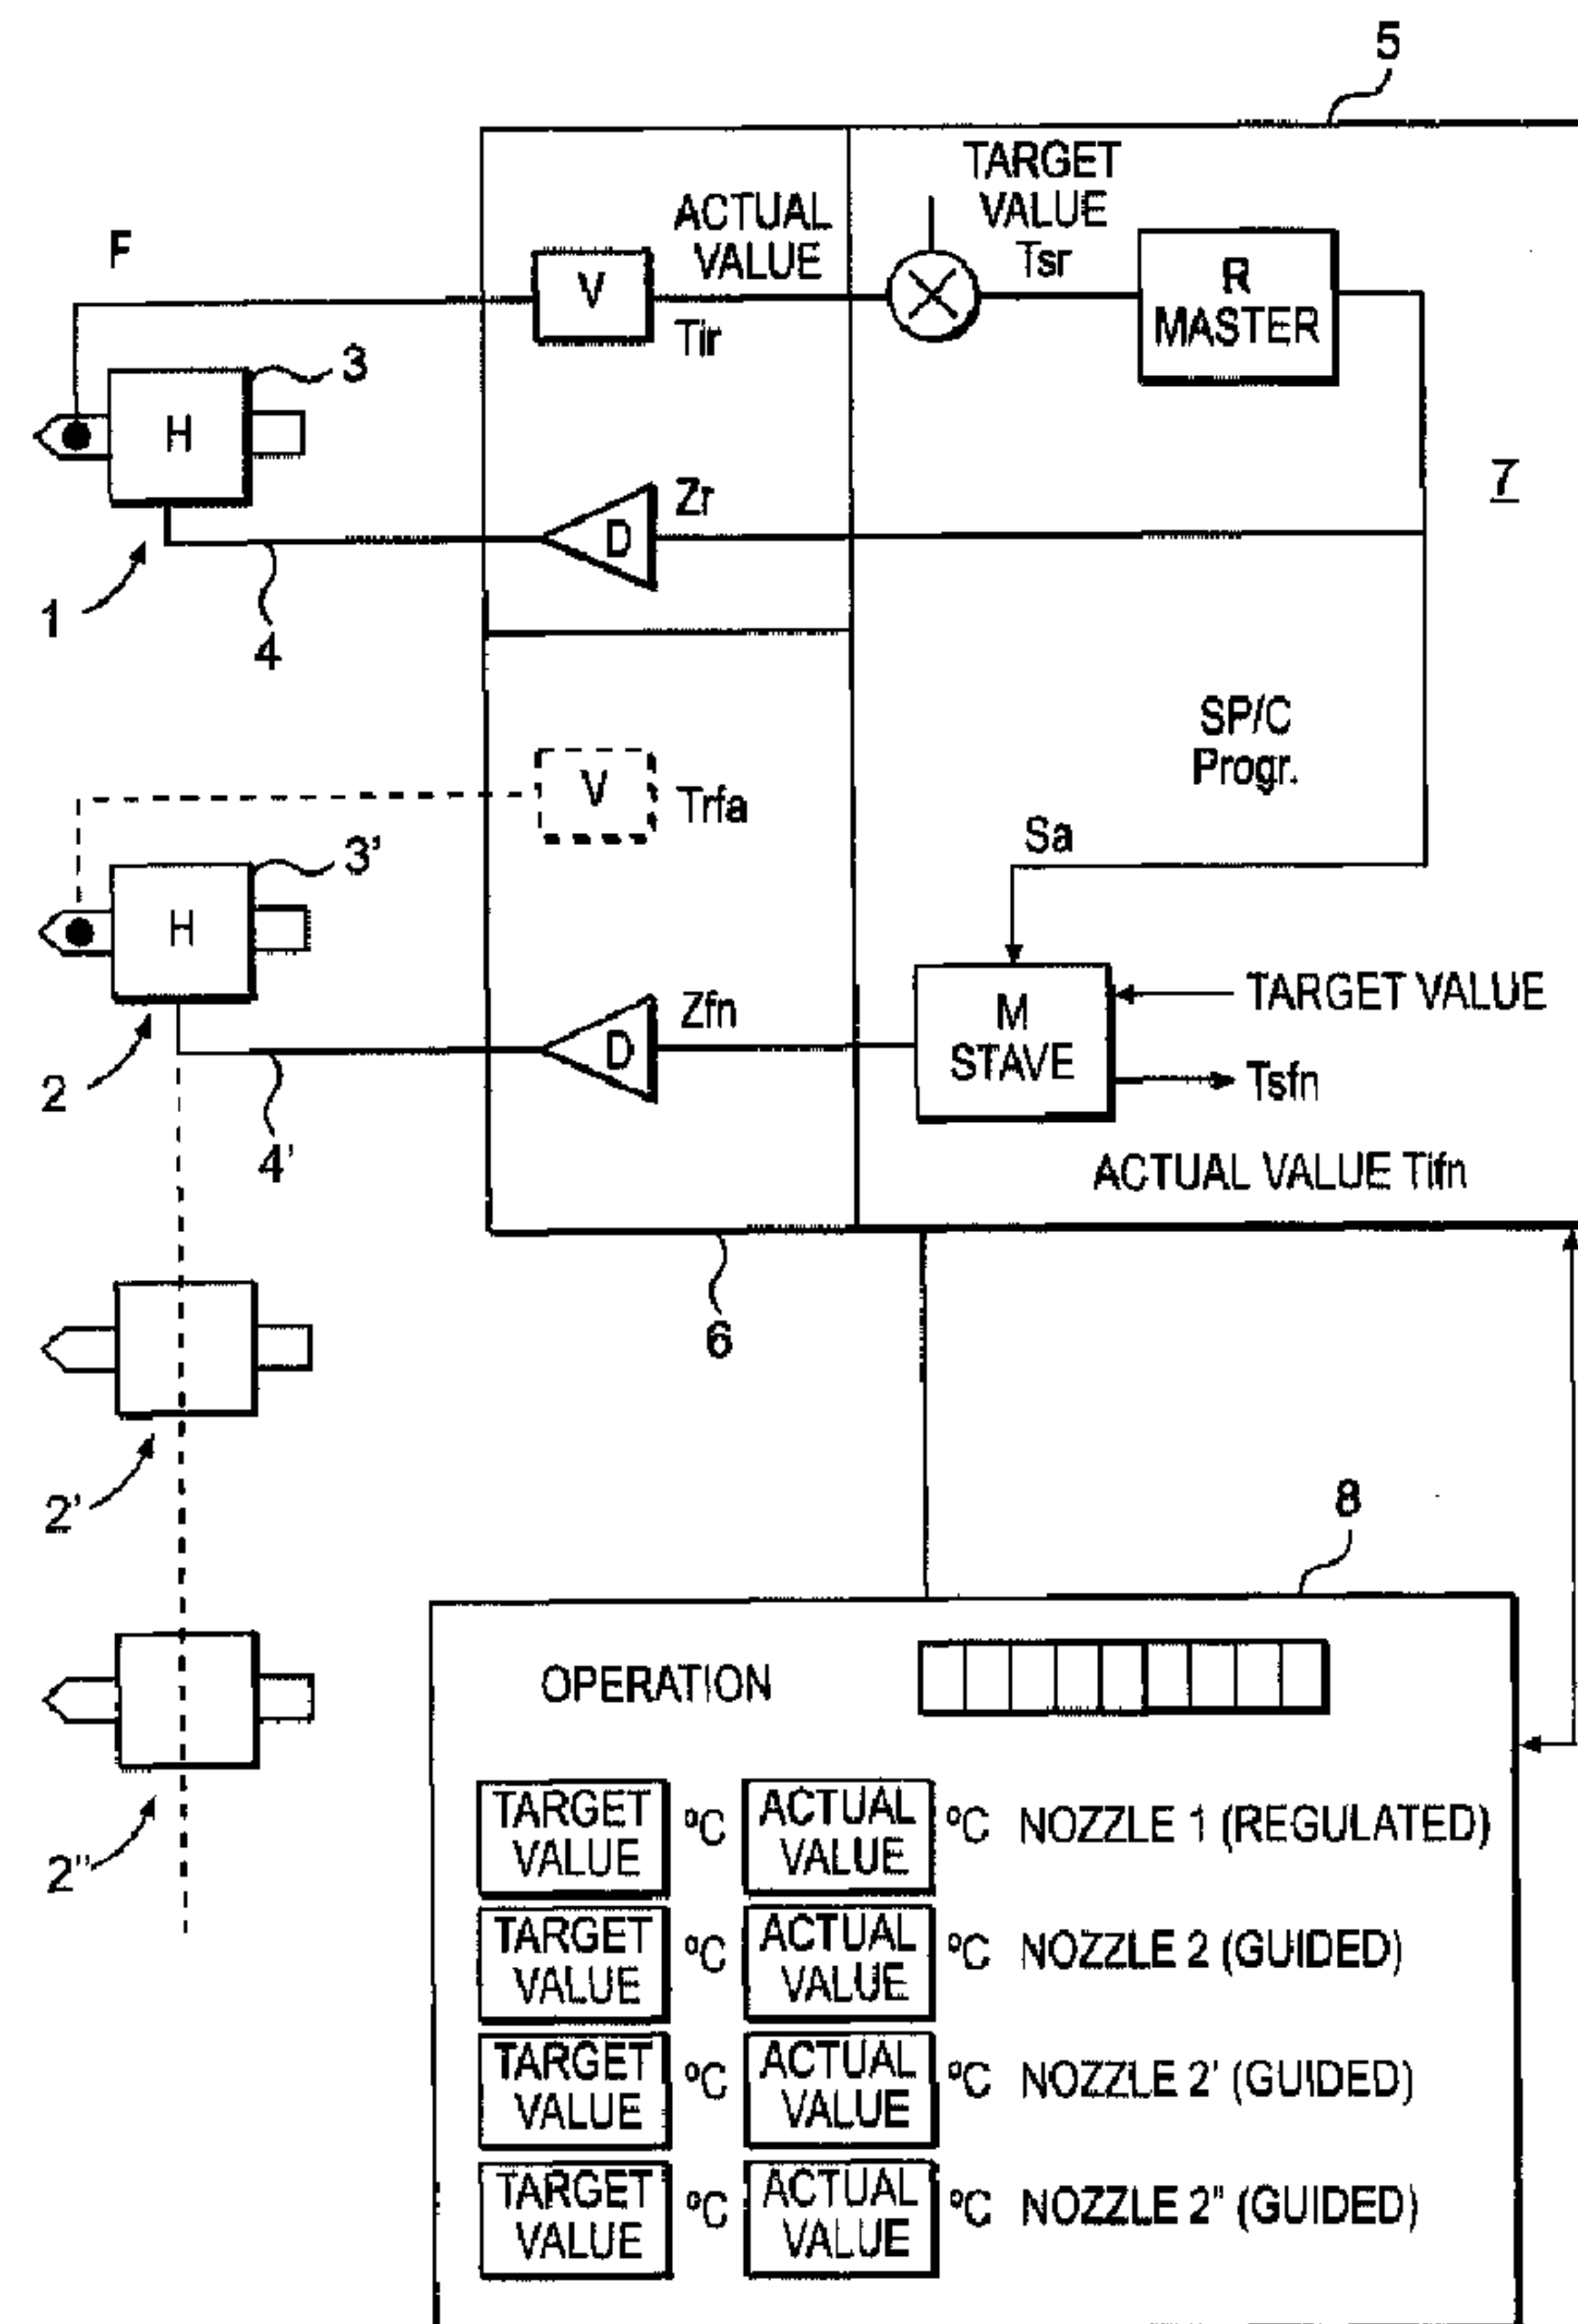 5
F
ACTUAL
VALUE
TARGET
VALUE
Tsr
V
Tir
R
MASTER
3
H
7
Zr
D
1
4
SP/C
Progr.
V
Trfa
Sa
3'
H
Zfn
D
M
STAVE
TARGET VALUE
Tsfn
2
4'
ACTUAL VALUE Tifn
6
2'
8
OPERATION
2"
TARGET
VALUE
°C
ACTUAL
VALUE
°C NOZZLE 1 (REGULATED)
TARGET
VALUE
°C
ACTUAL
VALUE
°C NOZZLE 2 (GUIDED)
TARGET
VALUE
°C
ACTUAL
VALUE
°C NOZZLE 2' (GUIDED)
TARGET
VALUE
°C
ACTUAL
VALUE
°C NOZZLE 2" (GUIDED)